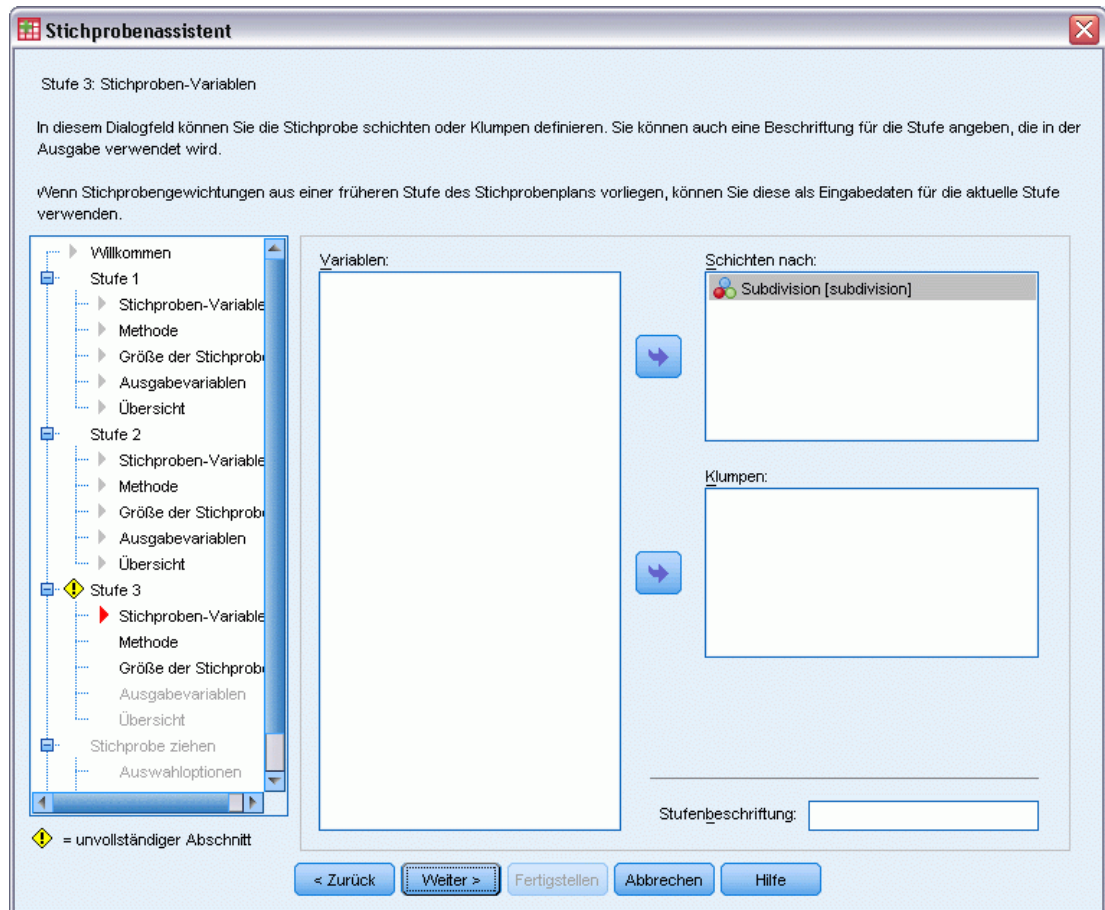 Stichprobenassistent
Stufe 3: Stichproben-Variablen
In diesem Dialogfeld können Sie die Stichprobe schichten oder Klumpen definieren. Sie können auch eine Beschriftung für die Stufe angeben, die in der
Ausgabe verwendet wird.
Wenn Stichprobengewichtungen aus einer früheren Stufe des Stichprobenplans vorliegen, können Sie diese als Eingabedaten für die aktuelle Stufe
verwenden.
Willkommen
Stufe 1
Stichproben-Variable
Methode
Größe der Stichprobe
Ausgabevariablen
Übersicht
Stufe 2
Stichproben-Variable
Methode
Größe der Stichprobe
Ausgabevariablen
Übersicht
Stufe 3
Stichproben-Variable
Methode
Größe der Stichprobe
Ausgabevariablen
Übersicht
Stichprobe ziehen
Auswahloptionen
= unvollständiger Abschnitt
Variablen:
Schichten nach:
Subdivision [subdivision]
Klumpen:
Stufenbeschriftung:
< Zurück
Weiter >
Fertigstellen
Abbrechen
Hilfe